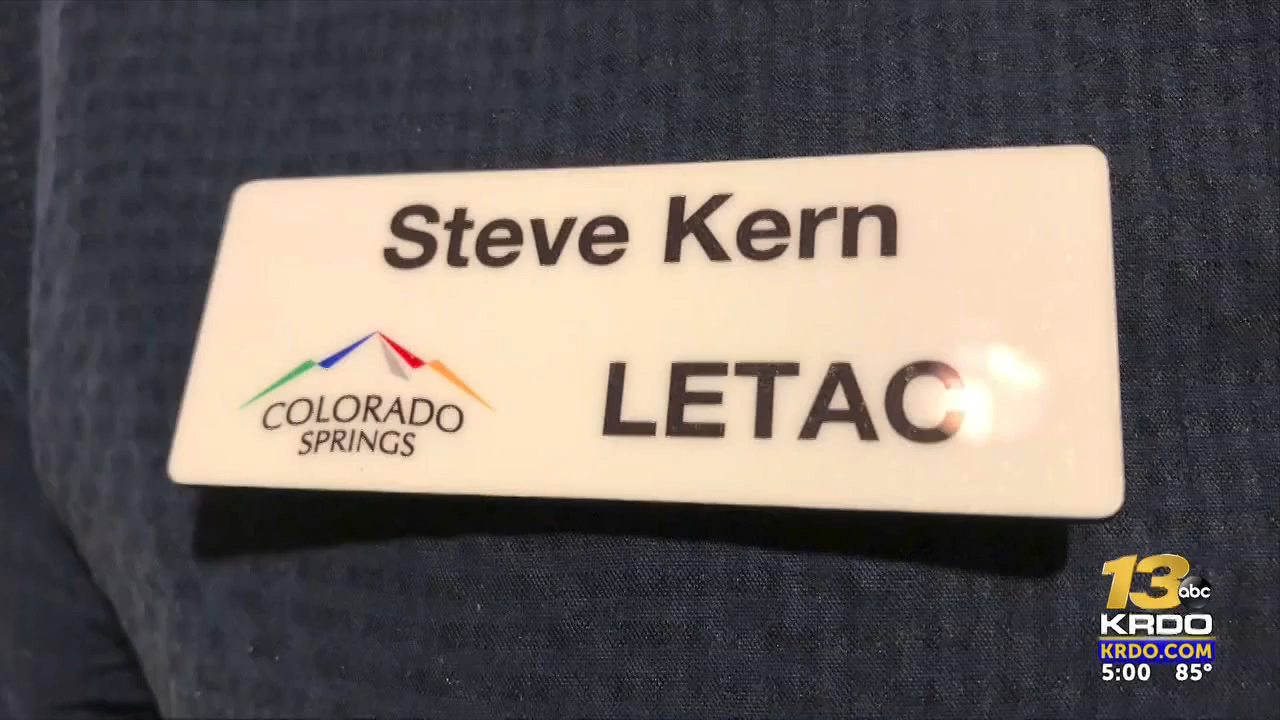 Steve Kern
COLORADO
SPRINGS
LETAC
13 abc
KRDO
KRDO.COM
5:00 85°